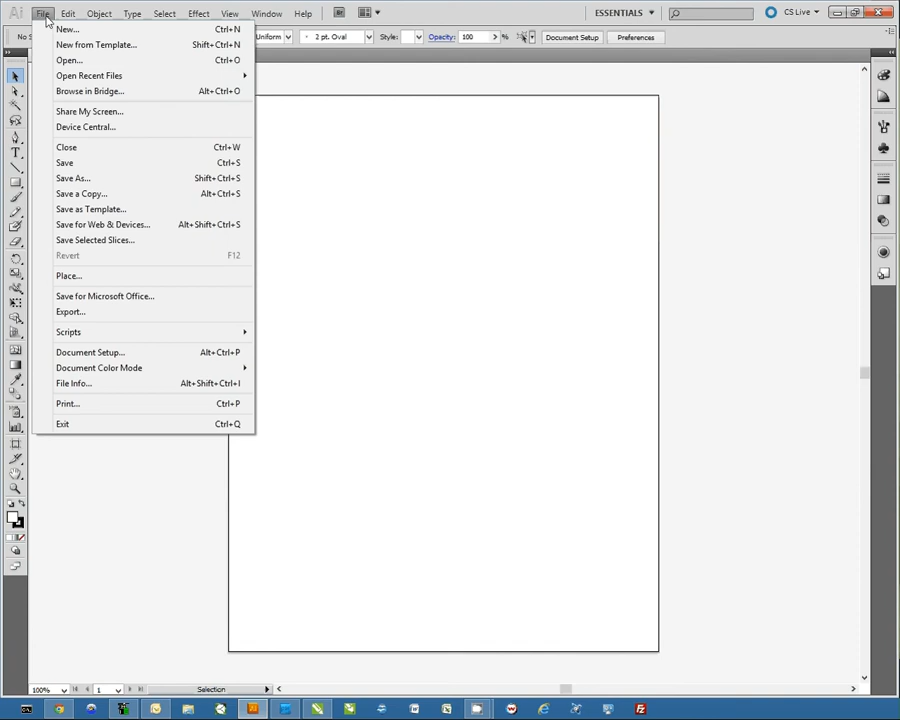 Ai File Edit Object Type Select Effect View Window Help ESSENTIALS CS Live
Uniform 2 pt. Oval Style: Opacity: 100 % Document Setup Preferences
New... Ctrl+N
New from Template... Shift+Ctrl+N
Open... Ctrl+O
Open Recent Files
Browse in Bridge... Alt+Ctrl+O
Share My Screen...
Device Central...
Close Ctrl+W
Save Ctrl+S
Save As... Shift+Ctrl+S
Save a Copy... Alt+Ctrl+S
Save as Template...
Save for Web & Devices... Alt+Shift+Ctrl+S
Save Selected Slices...
Revert F12
Place...
Save for Microsoft Office...
Export...
Scripts
Document Setup... Alt+Ctrl+P
Document Color Mode
File Info... Alt+Shift+Ctrl+I
Print... Ctrl+P
Exit Ctrl+Q
100% 1 Selection